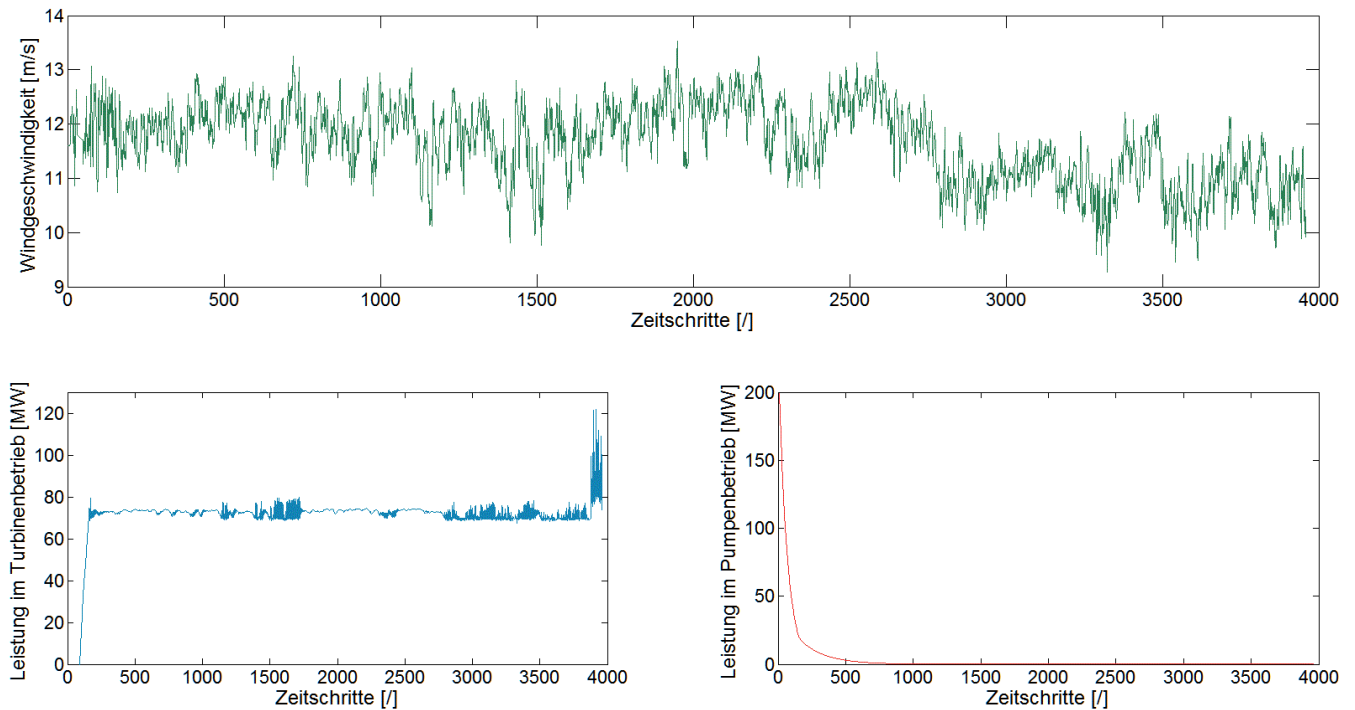 Windgeschwindigkeit [m/s]
14
13
12
11
10
9
0 500 1000 1500 2000 2500 3000 3500 4000
Zeitschritte [/]
Leistung im Turbinenbetrieb [MW]
120
100
80
60
40
20
0
0 500 1000 1500 2000 2500 3000 3500 4000
Zeitschritte [/]
Leistung im Pumpenbetrieb [MW]
200
150
100
50
0
0 500 1000 1500 2000 2500 3000 3500 4000
Zeitschritte [/]